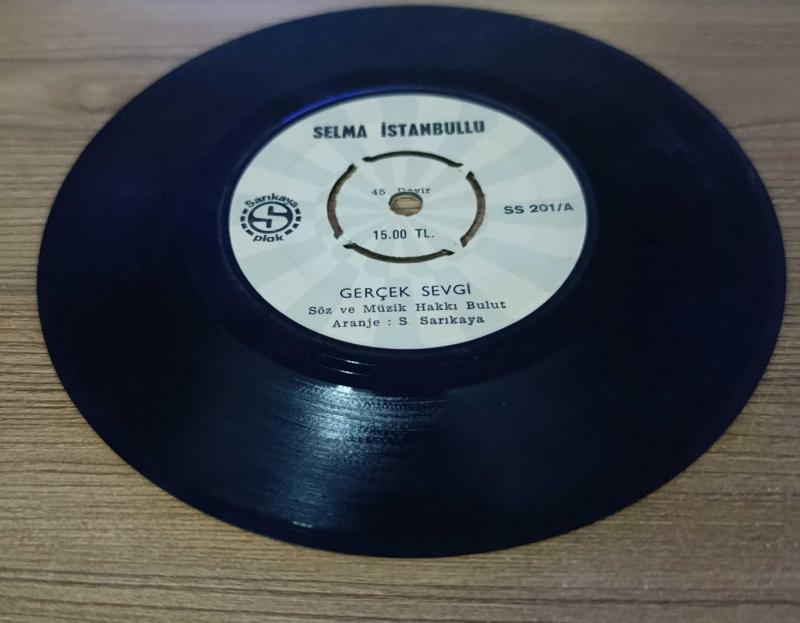 SELMA İSTANBULLU
45 Davir
Sarıkaya
S
plak
SS 201/A
15.00 TL.
GERÇEK SEVGİ
Söz ve Müzik Hakkı Bulut
Aranje : S. Sarıkaya